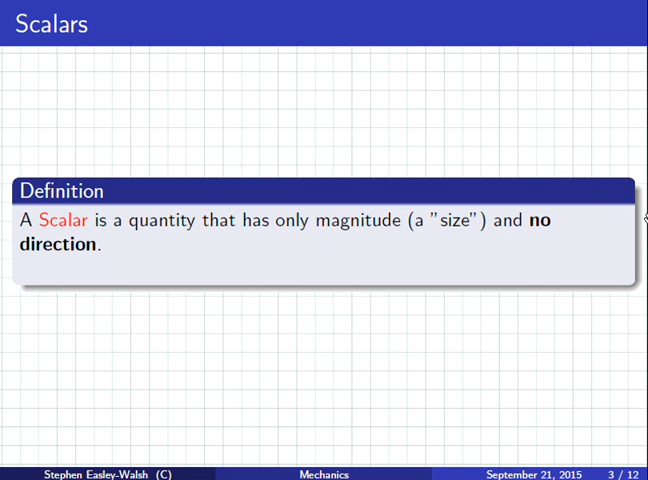 Scalars
Definition
A Scalar is a quantity that has only magnitude (a ”size”) and no
direction.
Stephen Easley-Walsh (C) Mechanics September 21, 2015 3 / 12